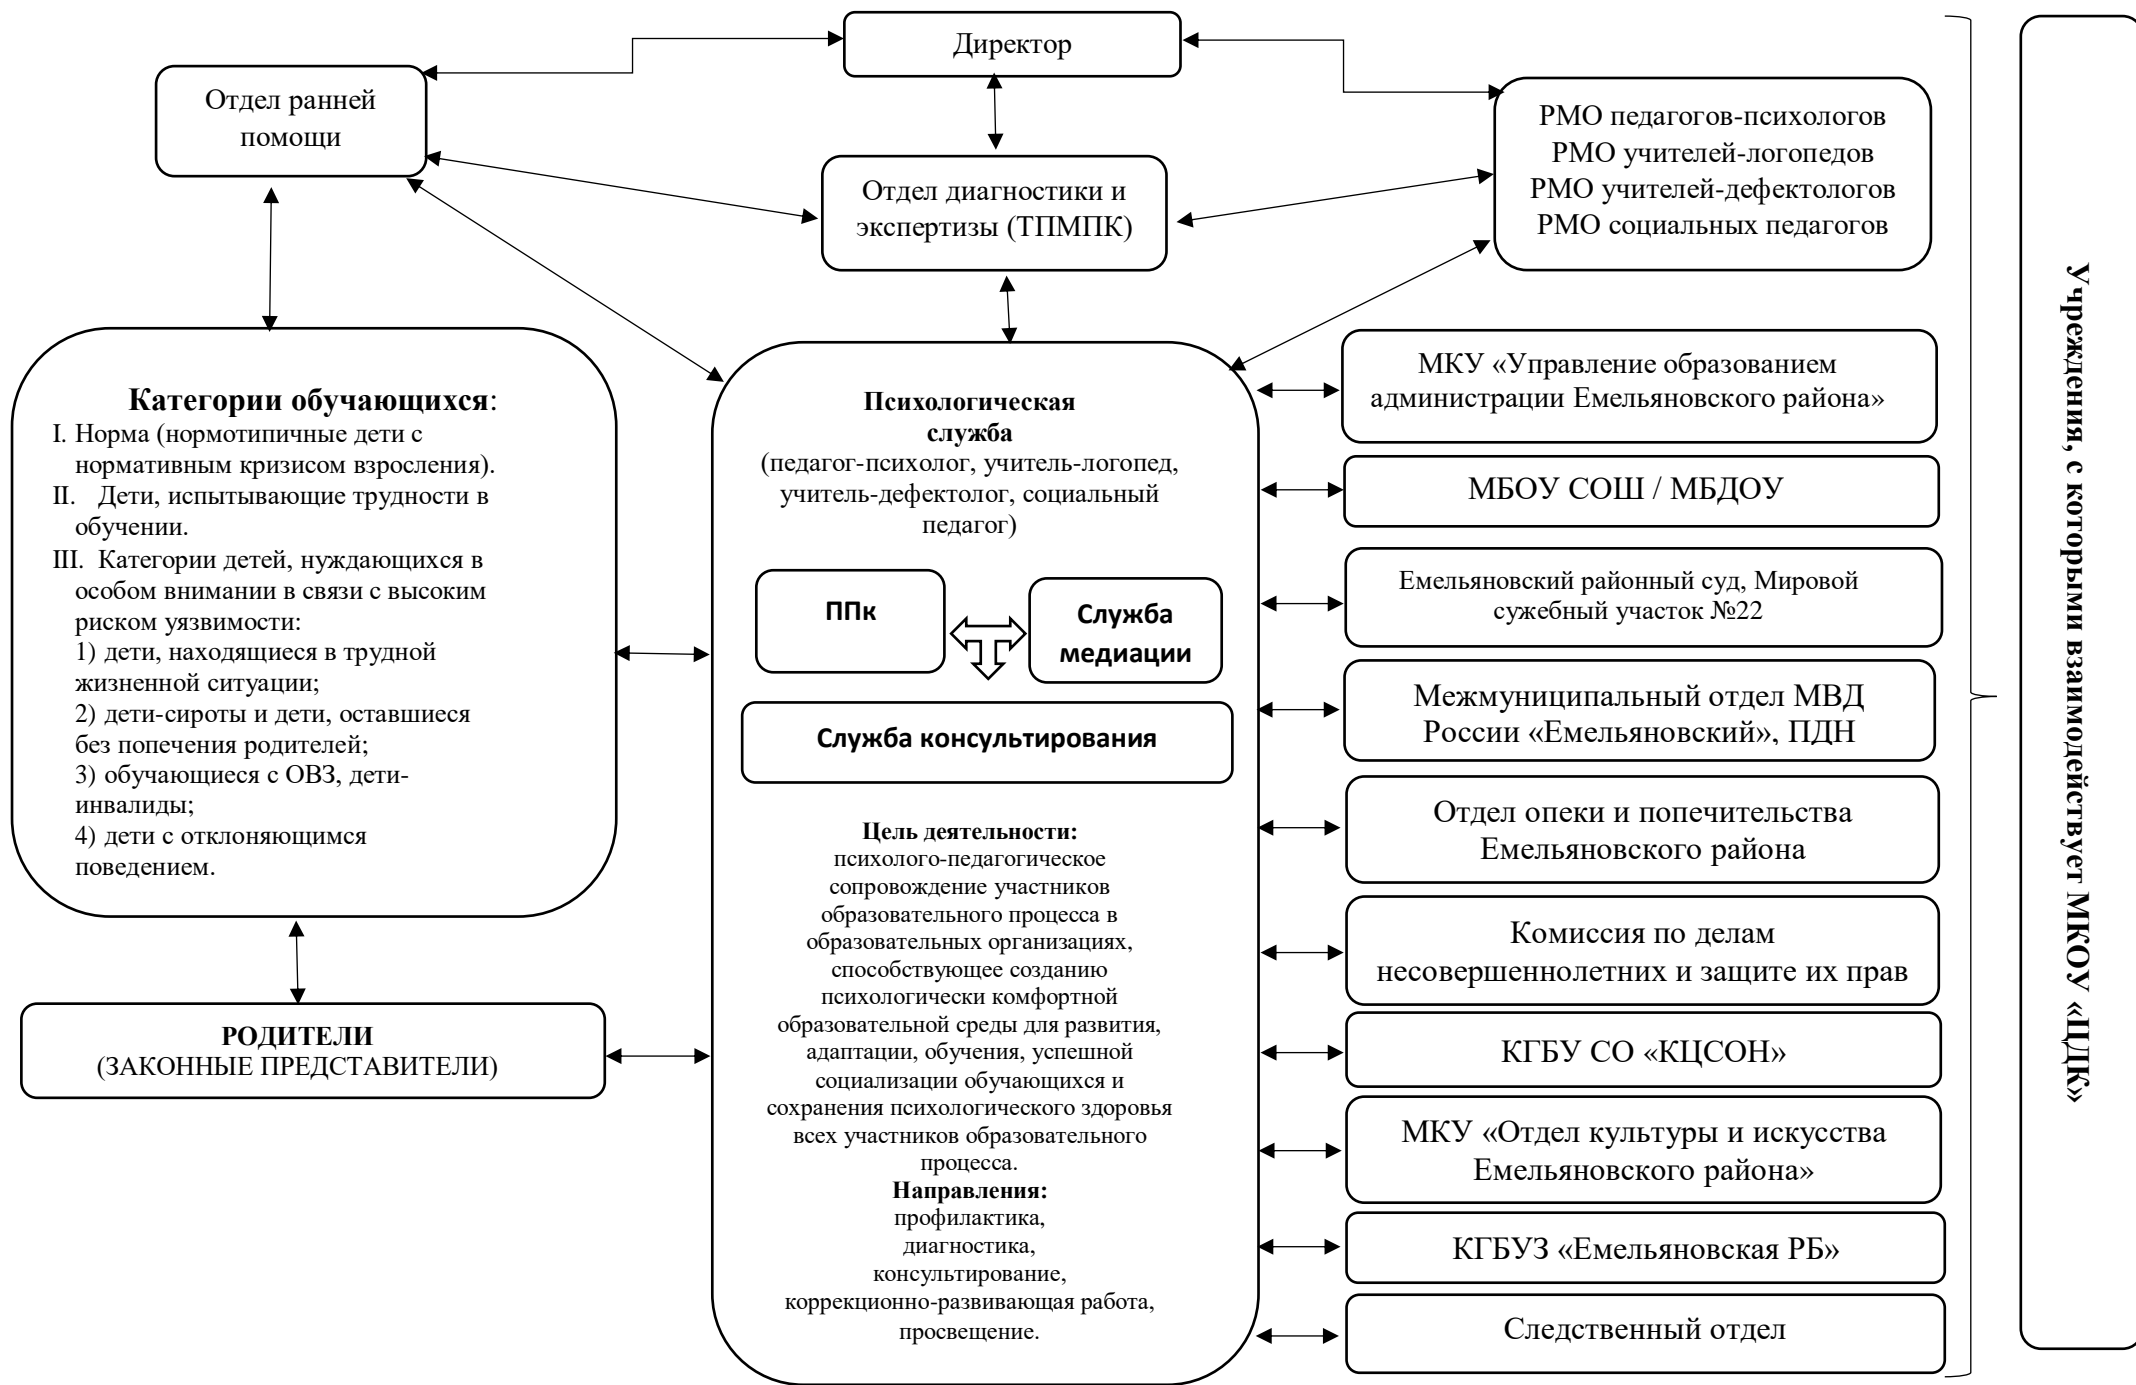 Директор
Отдел ранней
помощи
РМО педагогов-психологов
РМО учителей-логопедов
РМО учителей-дефектологов
РМО социальных педагогов
Отдел диагностики и
экспертизы (ТПМПК)
Категории обучающихся:
I. Норма (нормотипичные дети с
нормативным кризисом взросления).
II. Дети, испытывающие трудности в
обучении.
III. Категории детей, нуждающихся в
особом внимании в связи с высоким
риском уязвимости:
1) дети, находящиеся в трудной
жизненной ситуации;
2) дети-сироты и дети, оставшиеся
без попечения родителей;
3) обучающиеся с ОВЗ, дети-
инвалиды;
4) дети с отклоняющимся
поведением.
РОДИТЕЛИ
(ЗАКОННЫЕ ПРЕДСТАВИТЕЛИ)
Психологическая
служба
(педагог-психолог, учитель-логопед,
учитель-дефектолог, социальный
педагог)
ППк
Служба
медиации
Служба консультирования
Цель деятельности:
психолого-педагогическое
сопровождение участников
образовательного процесса в
образовательных организациях,
способствующее созданию
психологически комфортной
образовательной среды для развития,
адаптации, обучения, успешной
социализации обучающихся и
сохранения психологического здоровья
всех участников образовательного
процесса.
Направления:
профилактика,
диагностика,
консультирование,
коррекционно-развивающая работа,
просвещение.
МКУ «Управление образованием
администрации Емельяновского района»
МБОУ СОШ / МБДОУ
Емельяновский районный суд, Мировой
сужебный участок №22
Межмуниципальный отдел МВД
России «Емельяновский», ПДН
Отдел опеки и попечительства
Емельяновского района
Комиссия по делам
несовершеннолетних и защите их прав
КГБУ СО «КЦСОН»
МКУ «Отдел культуры и искусства
Емельяновского района»
КГБУЗ «Емельяновская РБ»
Следственный отдел
Учреждения, с которыми взаимодействует МКОУ «ЦДК»